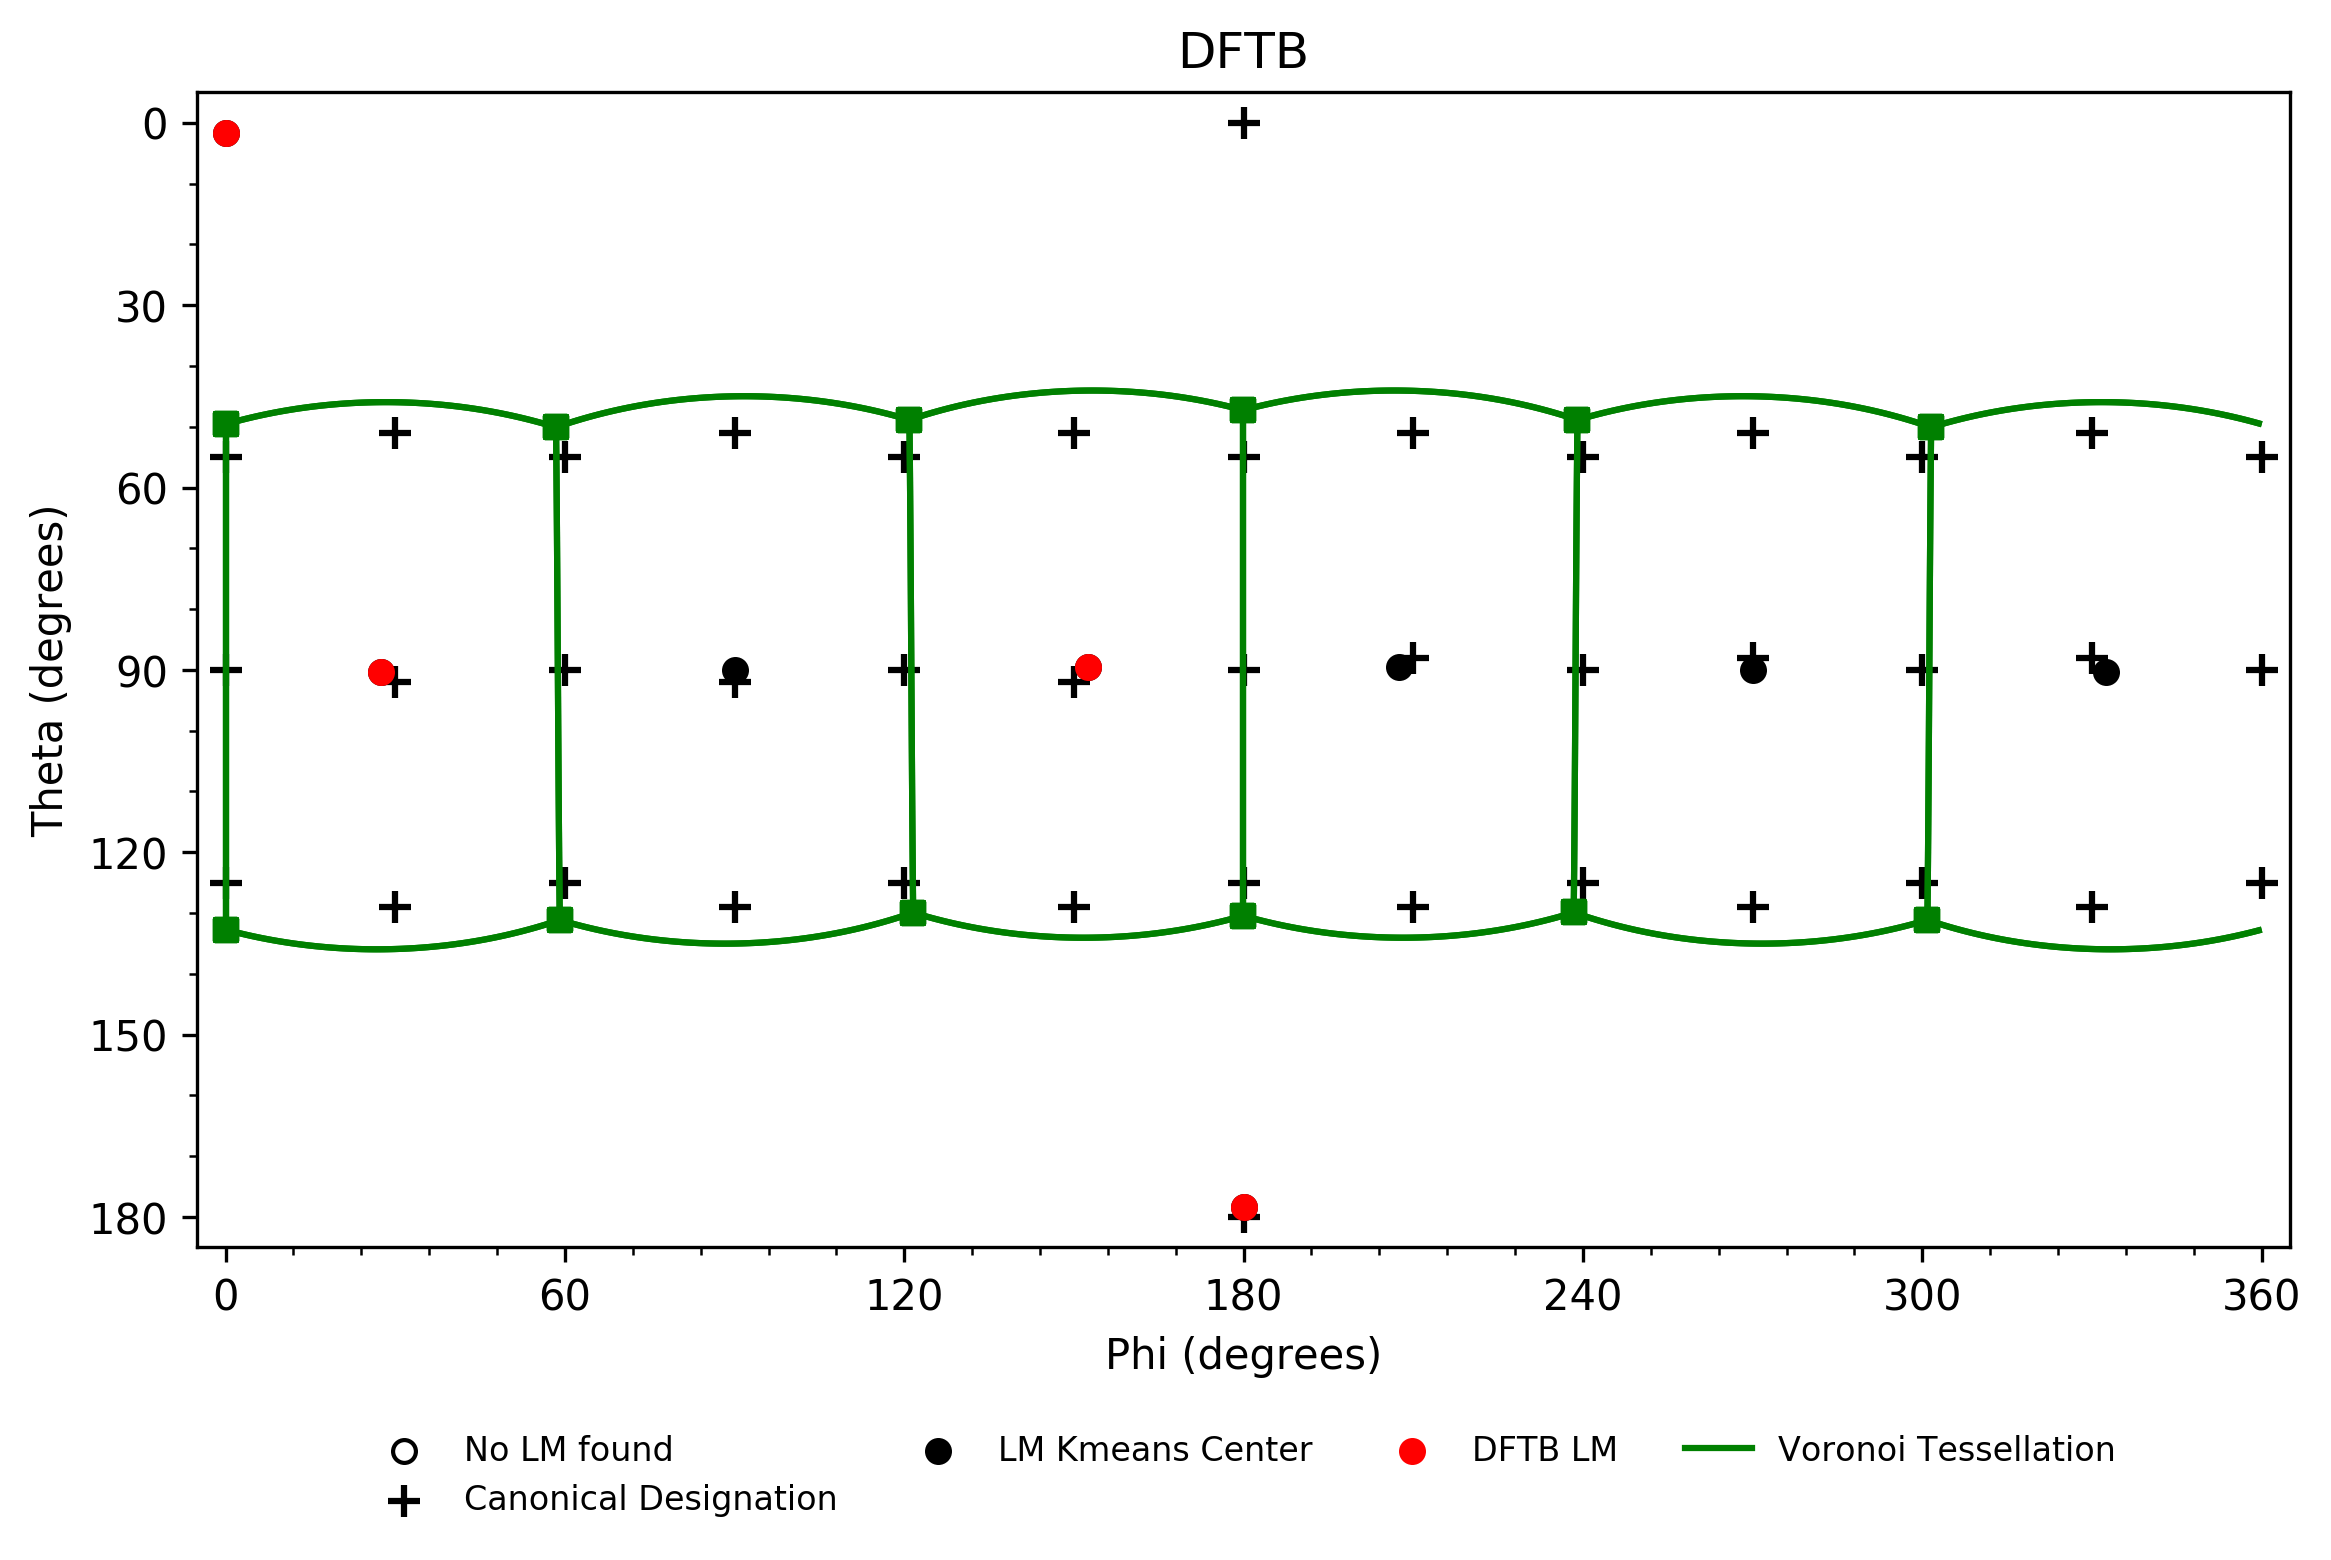 DFTB
0
30
60
90
120
150
180
Theta (degrees)
0 60 120 180 240 300 360
Phi (degrees)
No LM found LM Kmeans Center DFTB LM Voronoi Tessellation
Canonical Designation